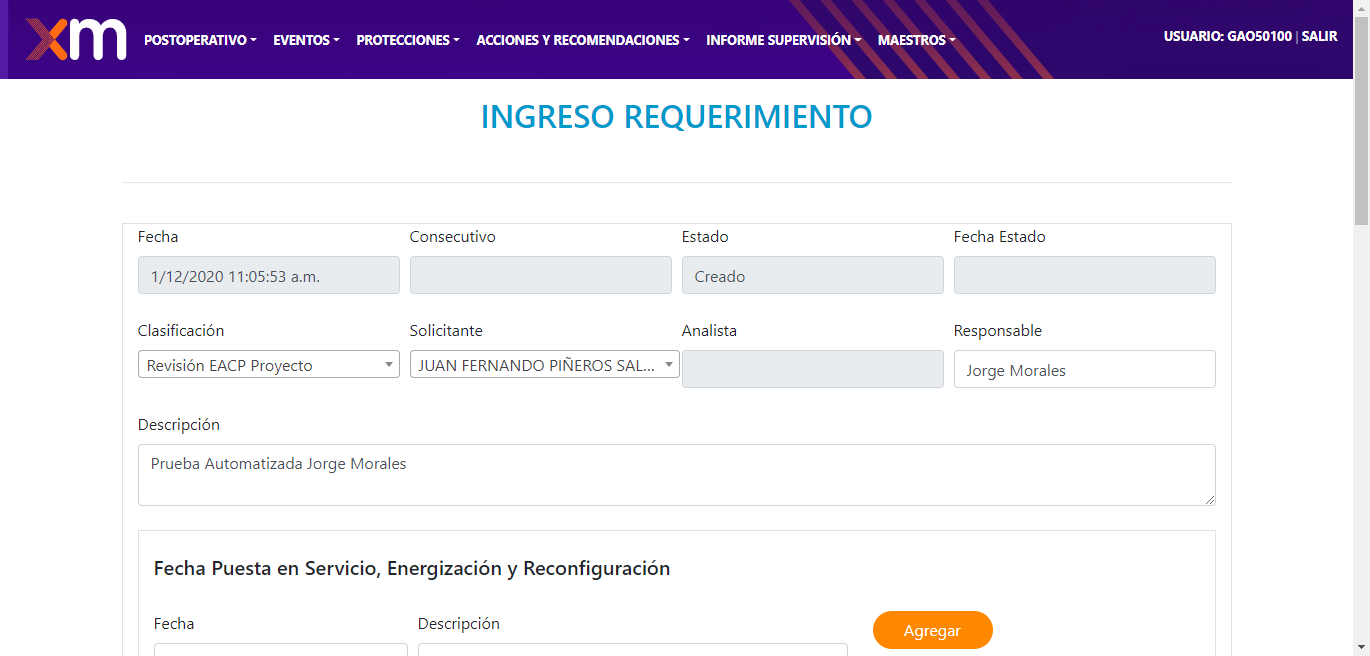 xm POSTOPERATIVO EVENTOS PROTECCIONES ACCIONES Y RECOMENDACIONES INFORME SUPERVISIÓN MAESTROS USUARIO: GAO50100 | SALIR
INGRESO REQUERIMIENTO
Fecha Consecutivo Estado Fecha Estado
1/12/2020 11:05:53 a.m. Creado
Clasificación Solicitante Analista Responsable
Revisión EACP Proyecto JUAN FERNANDO PIÑEROS SAL... Jorge Morales
Descripción
Prueba Automatizada Jorge Morales
Fecha Puesta en Servicio, Energización y Reconfiguración
Fecha Descripción Agregar